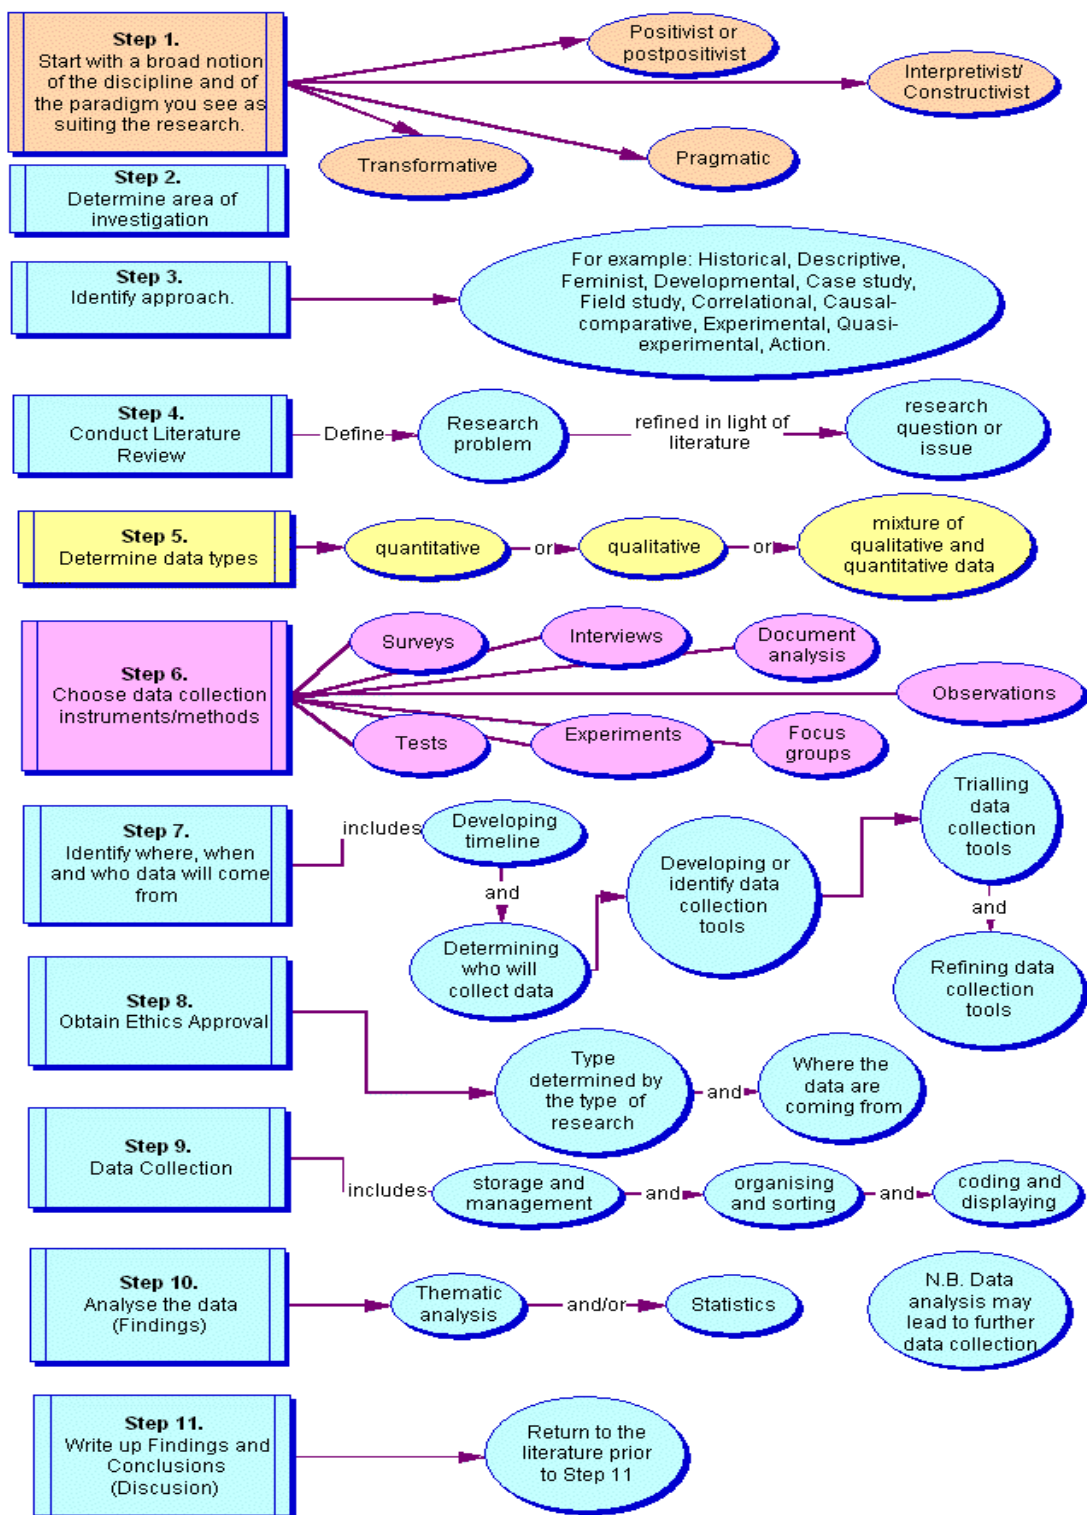 Step 1.
Start with a broad notion
of the discipline and of
the paradigm you see as
suiting the research.
Positivist or
postpositivist
Interpretivist/
Constructivist
Transformative
Pragmatic
Step 2.
Determine area of
investigation
Step 3.
Identify approach.
For example: Historical, Descriptive,
Feminist, Developmental, Case study,
Field study, Correlational, Causal-
comparative, Experimental, Quasi-
experimental, Action.
Step 4.
Conduct Literature
Review
Define
Research
problem
refined in light of
literature
research
question or
issue
Step 5.
Determine data types
quantitative
or
qualitative
or
mixture of
qualitative and
quantitative data
Step 6.
Choose data collection
instruments/methods
Surveys
Interviews
Document
analysis
Observations
Tests
Experiments
Focus
groups
Step 7.
Identify where, when
and who data will come
from
includes
Developing
timeline
and
Determining
who will
collect data
Developing or
identify data
collection
tools
Trialling
data
collection
tools
and
Refining data
collection
tools
Step 8.
Obtain Ethics Approval
Type
determined by
the type of
research
and
Where the
data are
coming from
Step 9.
Data Collection
includes
storage and
management
and
organising
and sorting
and
coding and
displaying
Step 10.
Analyse the data
(Findings)
Thematic
analysis
and/or
Statistics
N.B. Data
analysis may
lead to further
data collection
Step 11.
Write up Findings and
Conclusions
(Discussion)
Return to the
literature prior
to Step 11